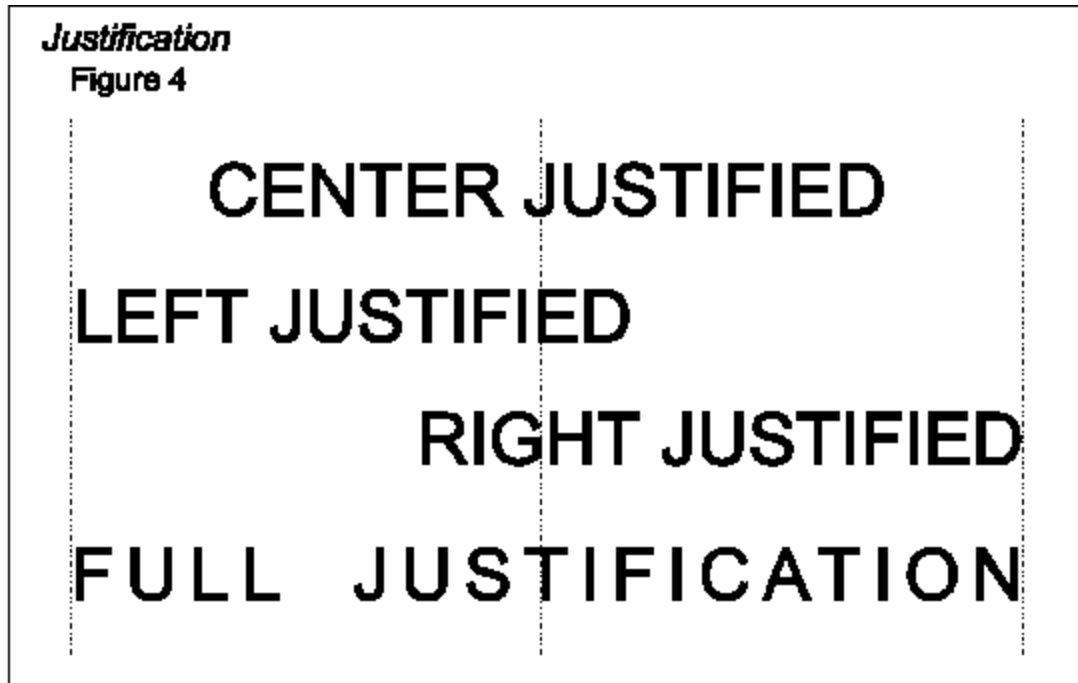 Justification
Figure 4
CENTER JUSTIFIED
LEFT JUSTIFIED
RIGHT JUSTIFIED
FULL JUSTIFICATION